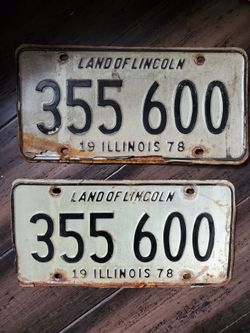 LAND OF LINCOLN
355 600
19 ILLINOIS 78
LAND OF LINCOLN
355 600
19 ILLINOIS 78